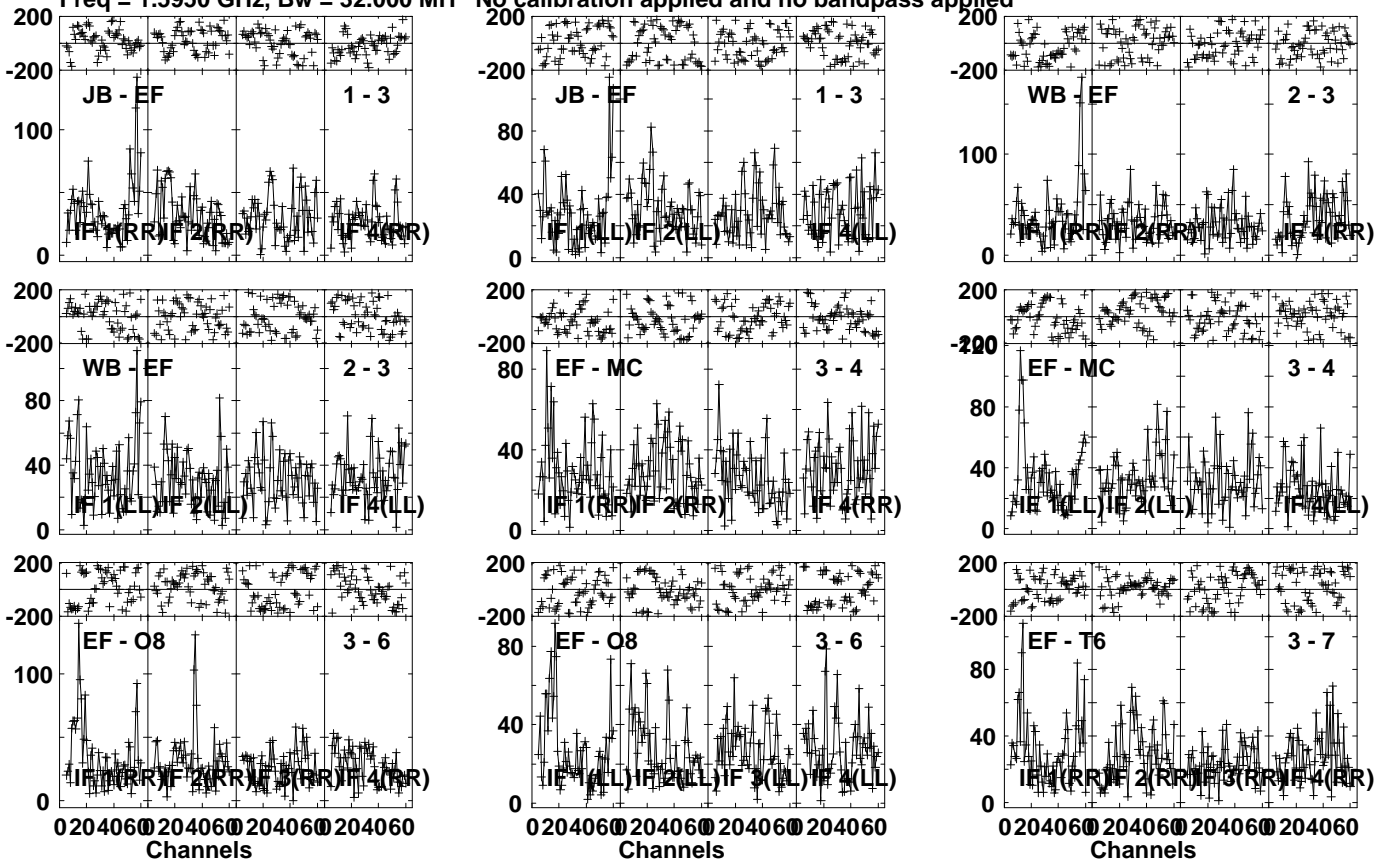 Freq = 1.5950 GHz, Bw = 32.000 MH No calibration applied and no bandpass applied
200 200 200
-200 -200 -200
JB - EF 1 - 3 JB - EF 1 - 3 WB - EF 2 - 3
100 80 100
40
IF 1(RR) IF 2(RR) IF 4(RR) IF 1(LL) IF 2(LL) IF 4(LL) IF 1(RR) IF 2(RR) IF 4(RR)
0 0 0
200 200 200
-200 -200 -200
120
WB - EF 2 - 3 EF - MC 3 - 4 EF - MC 3 - 4
80 80 80
40 40 40
IF 1(LL) IF 2(LL) IF 4(LL) IF 1(RR) IF 2(RR) IF 4(RR) IF 1(LL) IF 2(LL) IF 4(LL)
0 0 0
200 200 200
-200 -200 -200
EF - O8 3 - 6 EF - O8 3 - 6 EF - T6 3 - 7
100 80 80
40 40
IF 1(RR) IF 2(RR) IF 3(RR) IF 4(RR) IF 1(LL) IF 2(LL) IF 3(LL) IF 4(LL) IF 1(RR) IF 2(RR) IF 3(RR) IF 4(RR)
0 0 0
0 20 40 60 0 20 40 60 0 20 40 60 0 20 40 60 0 20 40 60 0 20 40 60 0 20 40 60 0 20 40 60 0 20 40 60 0 20 40 60 0 20 40 60 0 20 40 60
Channels Channels Channels